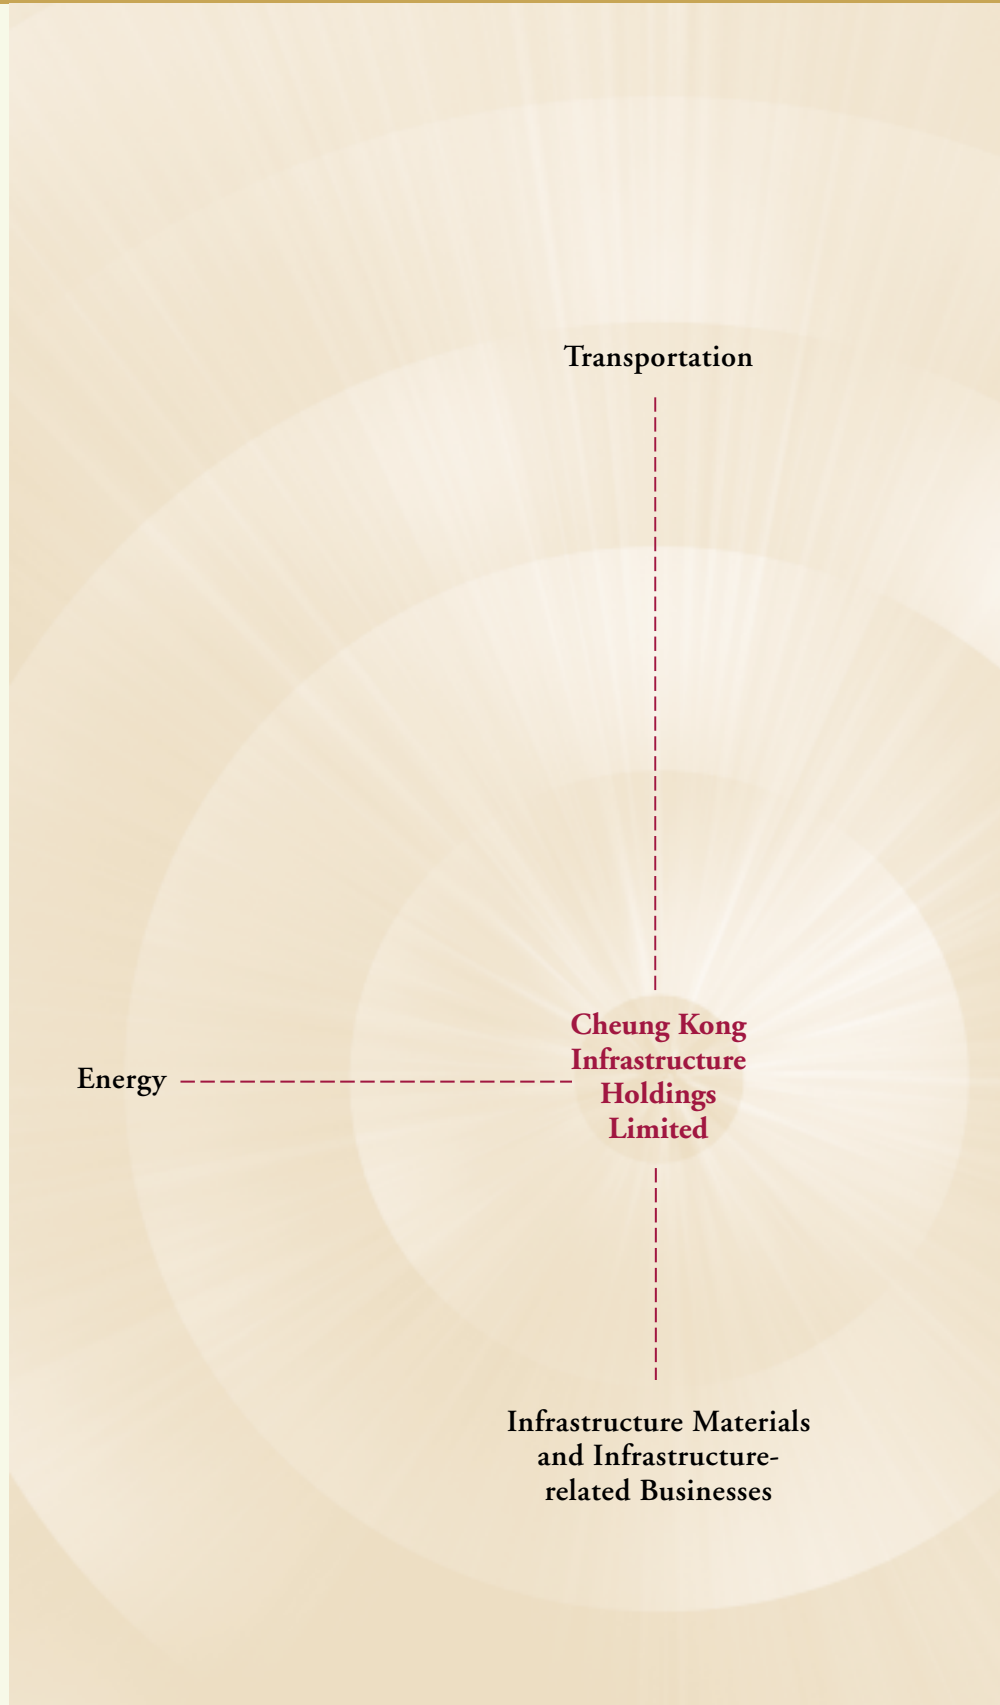 Transportation
Cheung Kong
Infrastructure
Holdings
Limited
Energy
Infrastructure Materials
and Infrastructure-
related Businesses